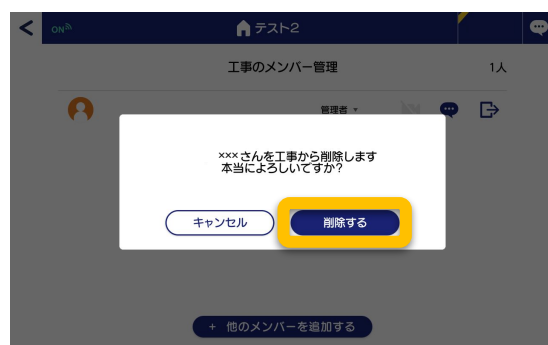 ON
テスト2
工事のメンバー管理 1人
管理者
×××さんを工事から削除します
本当によろしいですか？
キャンセル 削除する
+ 他のメンバーを追加する